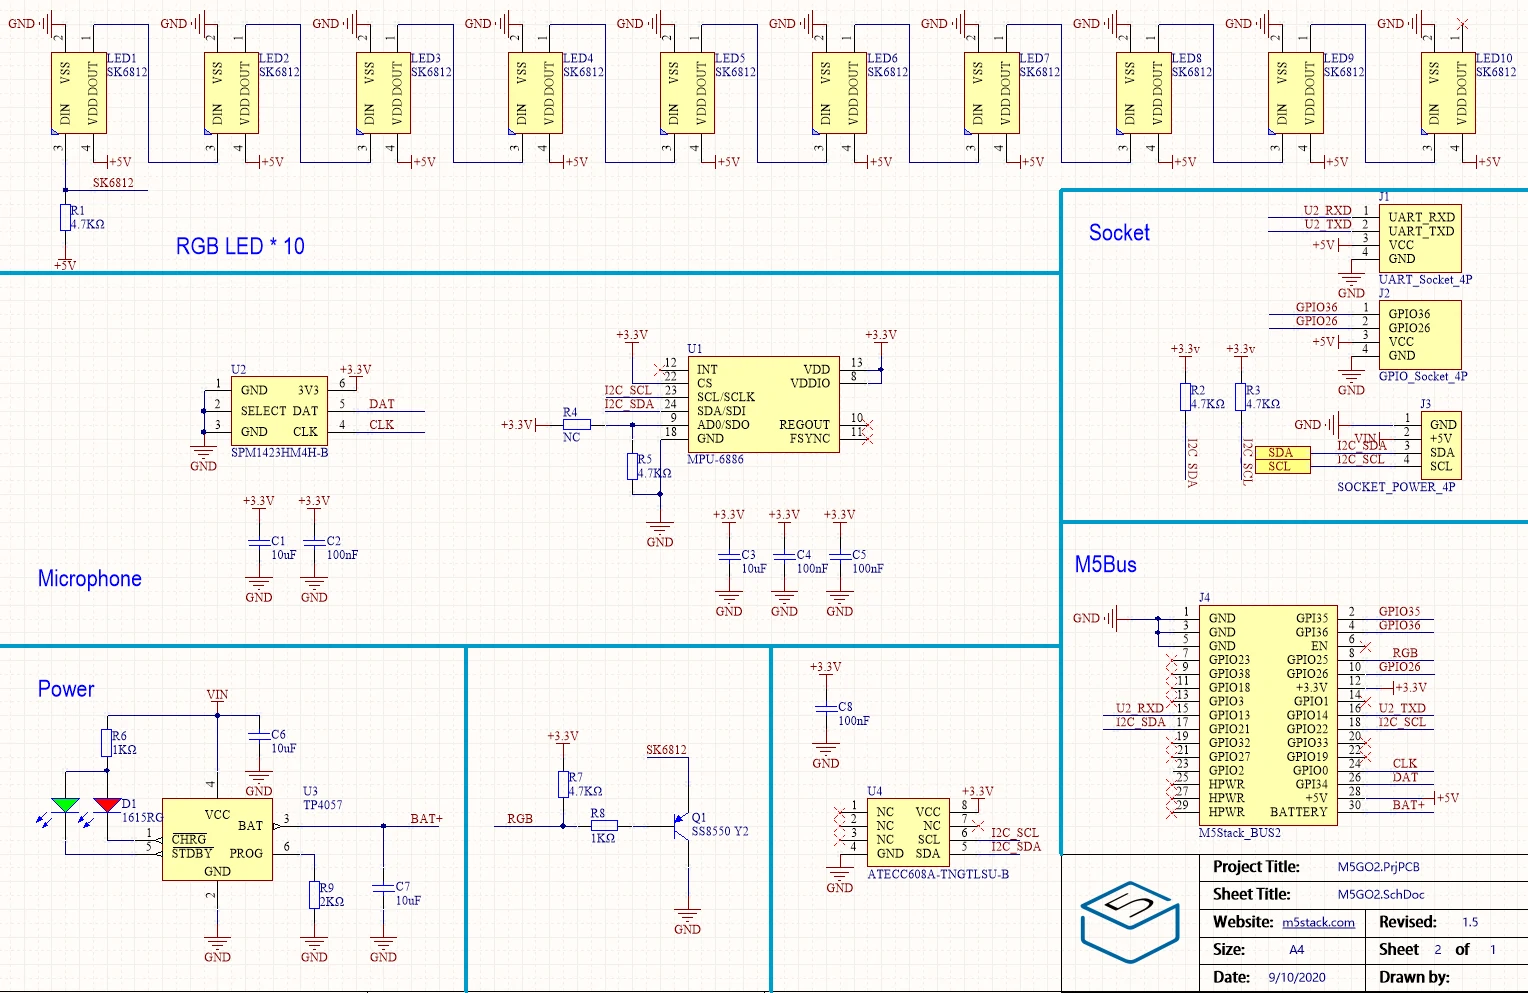 GND GND GND GND GND GND GND GND GND GND
2 1 2 1 2 1 2 1 2 1 2 1 2 1 2 1 2 1 2 1
LED1 LED2 LED3 LED4 LED5 LED6 LED7 LED8 LED9 LED10
SK6812 SK6812 SK6812 SK6812 SK6812 SK6812 SK6812 SK6812 SK6812 SK6812
VSS DOUT VSS DOUT VSS DOUT VSS DOUT VSS DOUT VSS DOUT VSS DOUT VSS DOUT VSS DOUT VSS DOUT
DIN VDD DIN VDD DIN VDD DIN VDD DIN VDD DIN VDD DIN VDD DIN VDD DIN VDD DIN VDD
3 4 3 4 3 4 3 4 3 4 3 4 3 4 3 4 3 4 3 4
+5V +5V +5V +5V +5V +5V +5V +5V +5V +5V
SK6812
R1
4.7KΩ
+5V
RGB LED * 10
Socket
J1
U2_RXD 1 UART_RXD
U2_TXD 2 UART_TXD
+5V 3 VCC
4 GND
GND
UART_Socket_4P
J2
GPIO36 1 GPIO36
GPIO26 2 GPIO26
+5V 3 VCC
4 GND
GND
GPIO_Socket_4P
+3.3v +3.3v
R2 R3
4.7KΩ 4.7KΩ
I2C_SDA I2C_SCL
J3
GND 1 GND
VIN 2 +5V
SDA I2C_SDA 3 SDA
SCL I2C_SCL 4 SCL
SOCKET_POWER_4P
U2
+3.3V
1 GND 3V3 6
2 SELECT DAT 5 DAT
3 GND CLK 4 CLK
GND
SPM1423HM4H-B
+3.3V +3.3V
C1 C2
10uF 100nF
GND GND
Microphone
+3.3V U1 +3.3V
12 INT VDD 13
22 CS VDDIO 8
I2C_SCL 23 SCL/SCLK
I2C_SDA 24 SDA/SDI
+3.3V R4 9 AD0/SDO REGOUT 10
NC 18 GND FSYNC 11
MPU-6886
R5
4.7KΩ
GND
+3.3V +3.3V +3.3V
C3 C4 C5
10uF 100nF 100nF
GND GND GND
M5Bus
J4
GND 1 GND GPI35 2 GPIO35
3 GND GPI36 4 GPIO36
5 GND EN 6
7 GPIO23 GPIO25 8 RGB
9 GPIO38 GPIO26 10 GPIO26
11 GPIO18 +3.3V 12 +3.3V
13 GPIO3 GPIO1 14
U2_RXD 15 GPIO13 GPIO14 16 U2_TXD
I2C_SDA 17 GPIO21 GPIO22 18 I2C_SCL
19 GPIO32 GPIO33 20
21 GPIO27 GPIO19 22
23 GPIO2 GPIO0 24 CLK
25 HPWR GPI34 26 DAT
27 HPWR +5V 28 +5V
29 HPWR BATTERY 30 BAT+
M5Stack_BUS2
Power
VIN
R6
1KΩ
C6
10uF
GND
D1
1615RG
4
U3
TP4057
VCC
BAT 3 BAT+
1 CHRG
5 STDBY PROG 6
GND
2
R9
2KΩ
C7
10uF
GND GND GND
+3.3V SK6812
R7
4.7KΩ
RGB R8
1KΩ
Q1
SS8550 Y2
GND
+3.3V
C8
100nF
GND
U4 +3.3V
1 NC VCC 8
2 NC NC 7
3 NC SCL 6 I2C_SCL
4 GND SDA 5 I2C_SDA
GND
ATECC608A-TNGTLSU-B
5
Project Title: M5GO2.PrjPCB
Sheet Title: M5GO2.SchDoc
Website: m5stack.com Revised: 1.5
Size: A4 Sheet 2 of 1
Date: 9/10/2020 Drawn by: